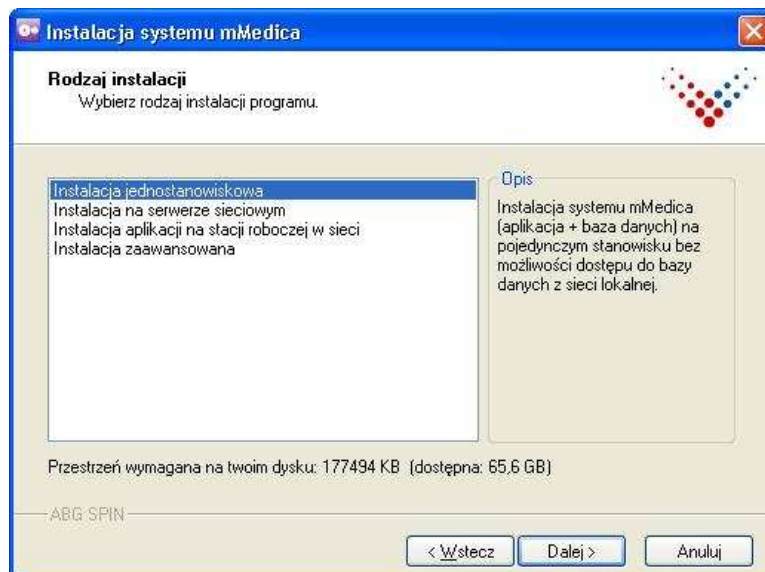 Instalacja systemu mMedica
Rodzaj instalacji
Wybierz rodzaj instalacji programu.
Instalacja jednostanowiskowa
Instalacja na serwerze sieciowym
Instalacja aplikacji na stacji roboczej w sieci
Instalacja zaawansowana
Opis
Instalacja systemu mMedica
(aplikacja + baza danych) na
pojedynczym stanowisku bez
możliwości dostępu do bazy
danych z sieci lokalnej.
Przestrzeń wymagana na twoim dysku: 177494 KB (dostępna: 65,6 GB)
ABG SPIN
< Wstecz
Dalej >
Anuluj